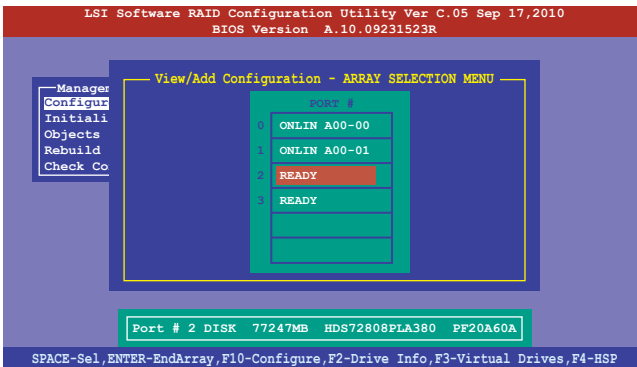 LSI Software RAID Configuration Utility Ver C.05 Sep 17,2010
BIOS Version A.10.09231523R
View/Add Configuration - ARRAY SELECTION MENU
Managem
Configur
Initiali
Objects
Rebuild
Check Co
PORT #
0 ONLIN A00-00
1 ONLIN A00-01
2 READY
3 READY
Port # 2 DISK 77247MB HDS72808PLA380 PF20A60A
SPACE-Sel,ENTER-EndArray,F10-Configure,F2-Drive Info,F3-Virtual Drives,F4-HSP